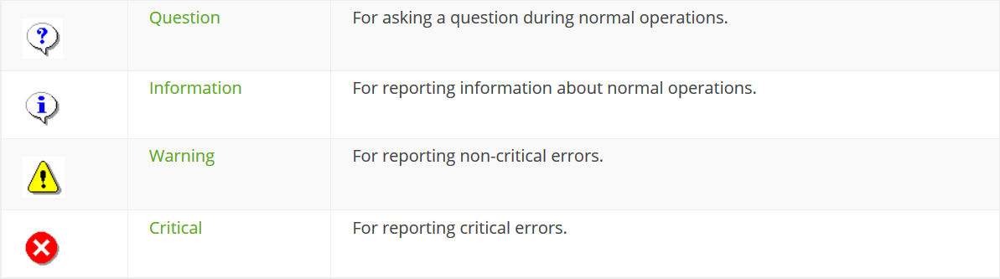 ? Question For asking a question during normal operations.
i Information For reporting information about normal operations.
! Warning For reporting non-critical errors.
Critical For reporting critical errors.